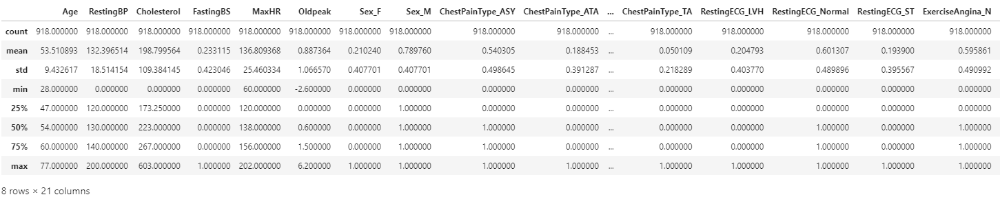 Age RestingBP Cholesterol FastingBS MaxHR Oldpeak Sex_F Sex_M ChestPainType_ASY ChestPainType_ATA ... ChestPainType_TA RestingECG_LVH RestingECG_Normal RestingECG_ST ExerciseAngina_N
count 918.000000 918.000000 918.000000 918.000000 918.000000 918.000000 918.000000 918.000000 918.000000 918.000000 ... 918.000000 918.000000 918.000000 918.000000 918.000000
mean 53.510893 132.396514 198.799564 0.233115 136.809368 0.887364 0.210240 0.789760 0.540305 0.188453 ... 0.050109 0.204793 0.601307 0.193900 0.595861
std 9.432617 18.514154 109.384145 0.423046 25.460334 1.066570 0.407701 0.407701 0.498645 0.391287 ... 0.218289 0.403770 0.489896 0.395567 0.490992
min 28.000000 0.000000 0.000000 0.000000 60.000000 -2.600000 0.000000 0.000000 0.000000 0.000000 ... 0.000000 0.000000 0.000000 0.000000 0.000000
25% 47.000000 120.000000 173.250000 0.000000 120.000000 0.000000 0.000000 1.000000 0.000000 0.000000 ... 0.000000 0.000000 0.000000 0.000000 0.000000
50% 54.000000 130.000000 223.000000 0.000000 138.000000 0.600000 0.000000 1.000000 1.000000 0.000000 ... 0.000000 0.000000 1.000000 0.000000 1.000000
75% 60.000000 140.000000 267.000000 0.000000 156.000000 1.500000 0.000000 1.000000 1.000000 0.000000 ... 0.000000 0.000000 1.000000 0.000000 1.000000
max 77.000000 200.000000 603.000000 1.000000 202.000000 6.200000 1.000000 1.000000 1.000000 1.000000 ... 1.000000 1.000000 1.000000 1.000000 1.000000
8 rows × 21 columns